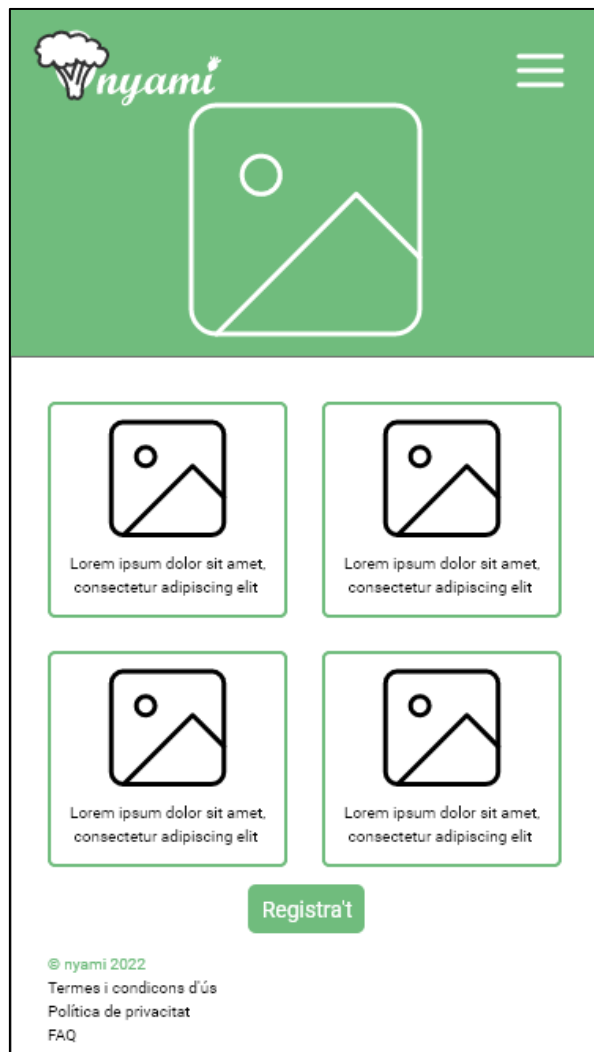 nyami
Lorem ipsum dolor sit amet,
consectetur adipiscing elit
Lorem ipsum dolor sit amet,
consectetur adipiscing elit
Lorem ipsum dolor sit amet,
consectetur adipiscing elit
Lorem ipsum dolor sit amet,
consectetur adipiscing elit
Registra't
© nyami 2022
Termes i condicons d'ús
Política de privacitat
FAQ